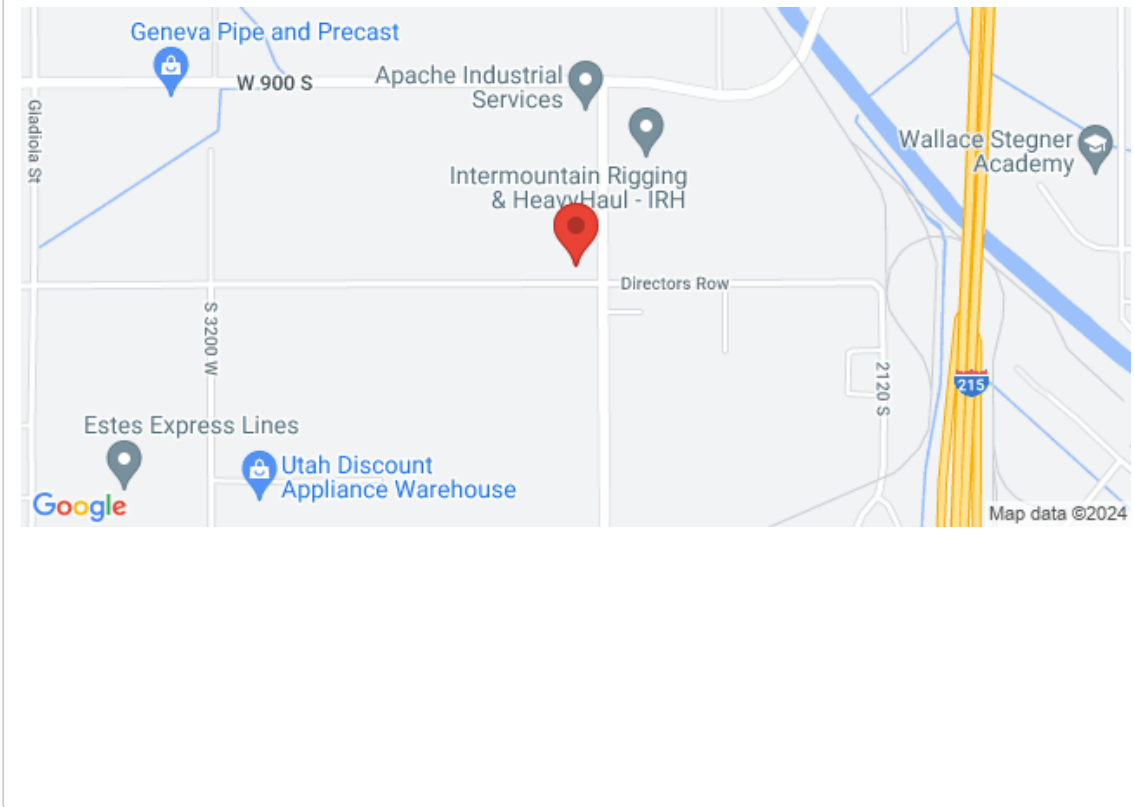 Geneva Pipe and Precast
W 900 S
Apache Industrial
Services
Gladiola St
Wallace Stegner
Academy
Intermountain Rigging
& HeavyHaul - IRH
Directors Row
S 3200 W
2120 S
215
Estes Express Lines
Utah Discount
Appliance Warehouse
Google
Map data ©2024